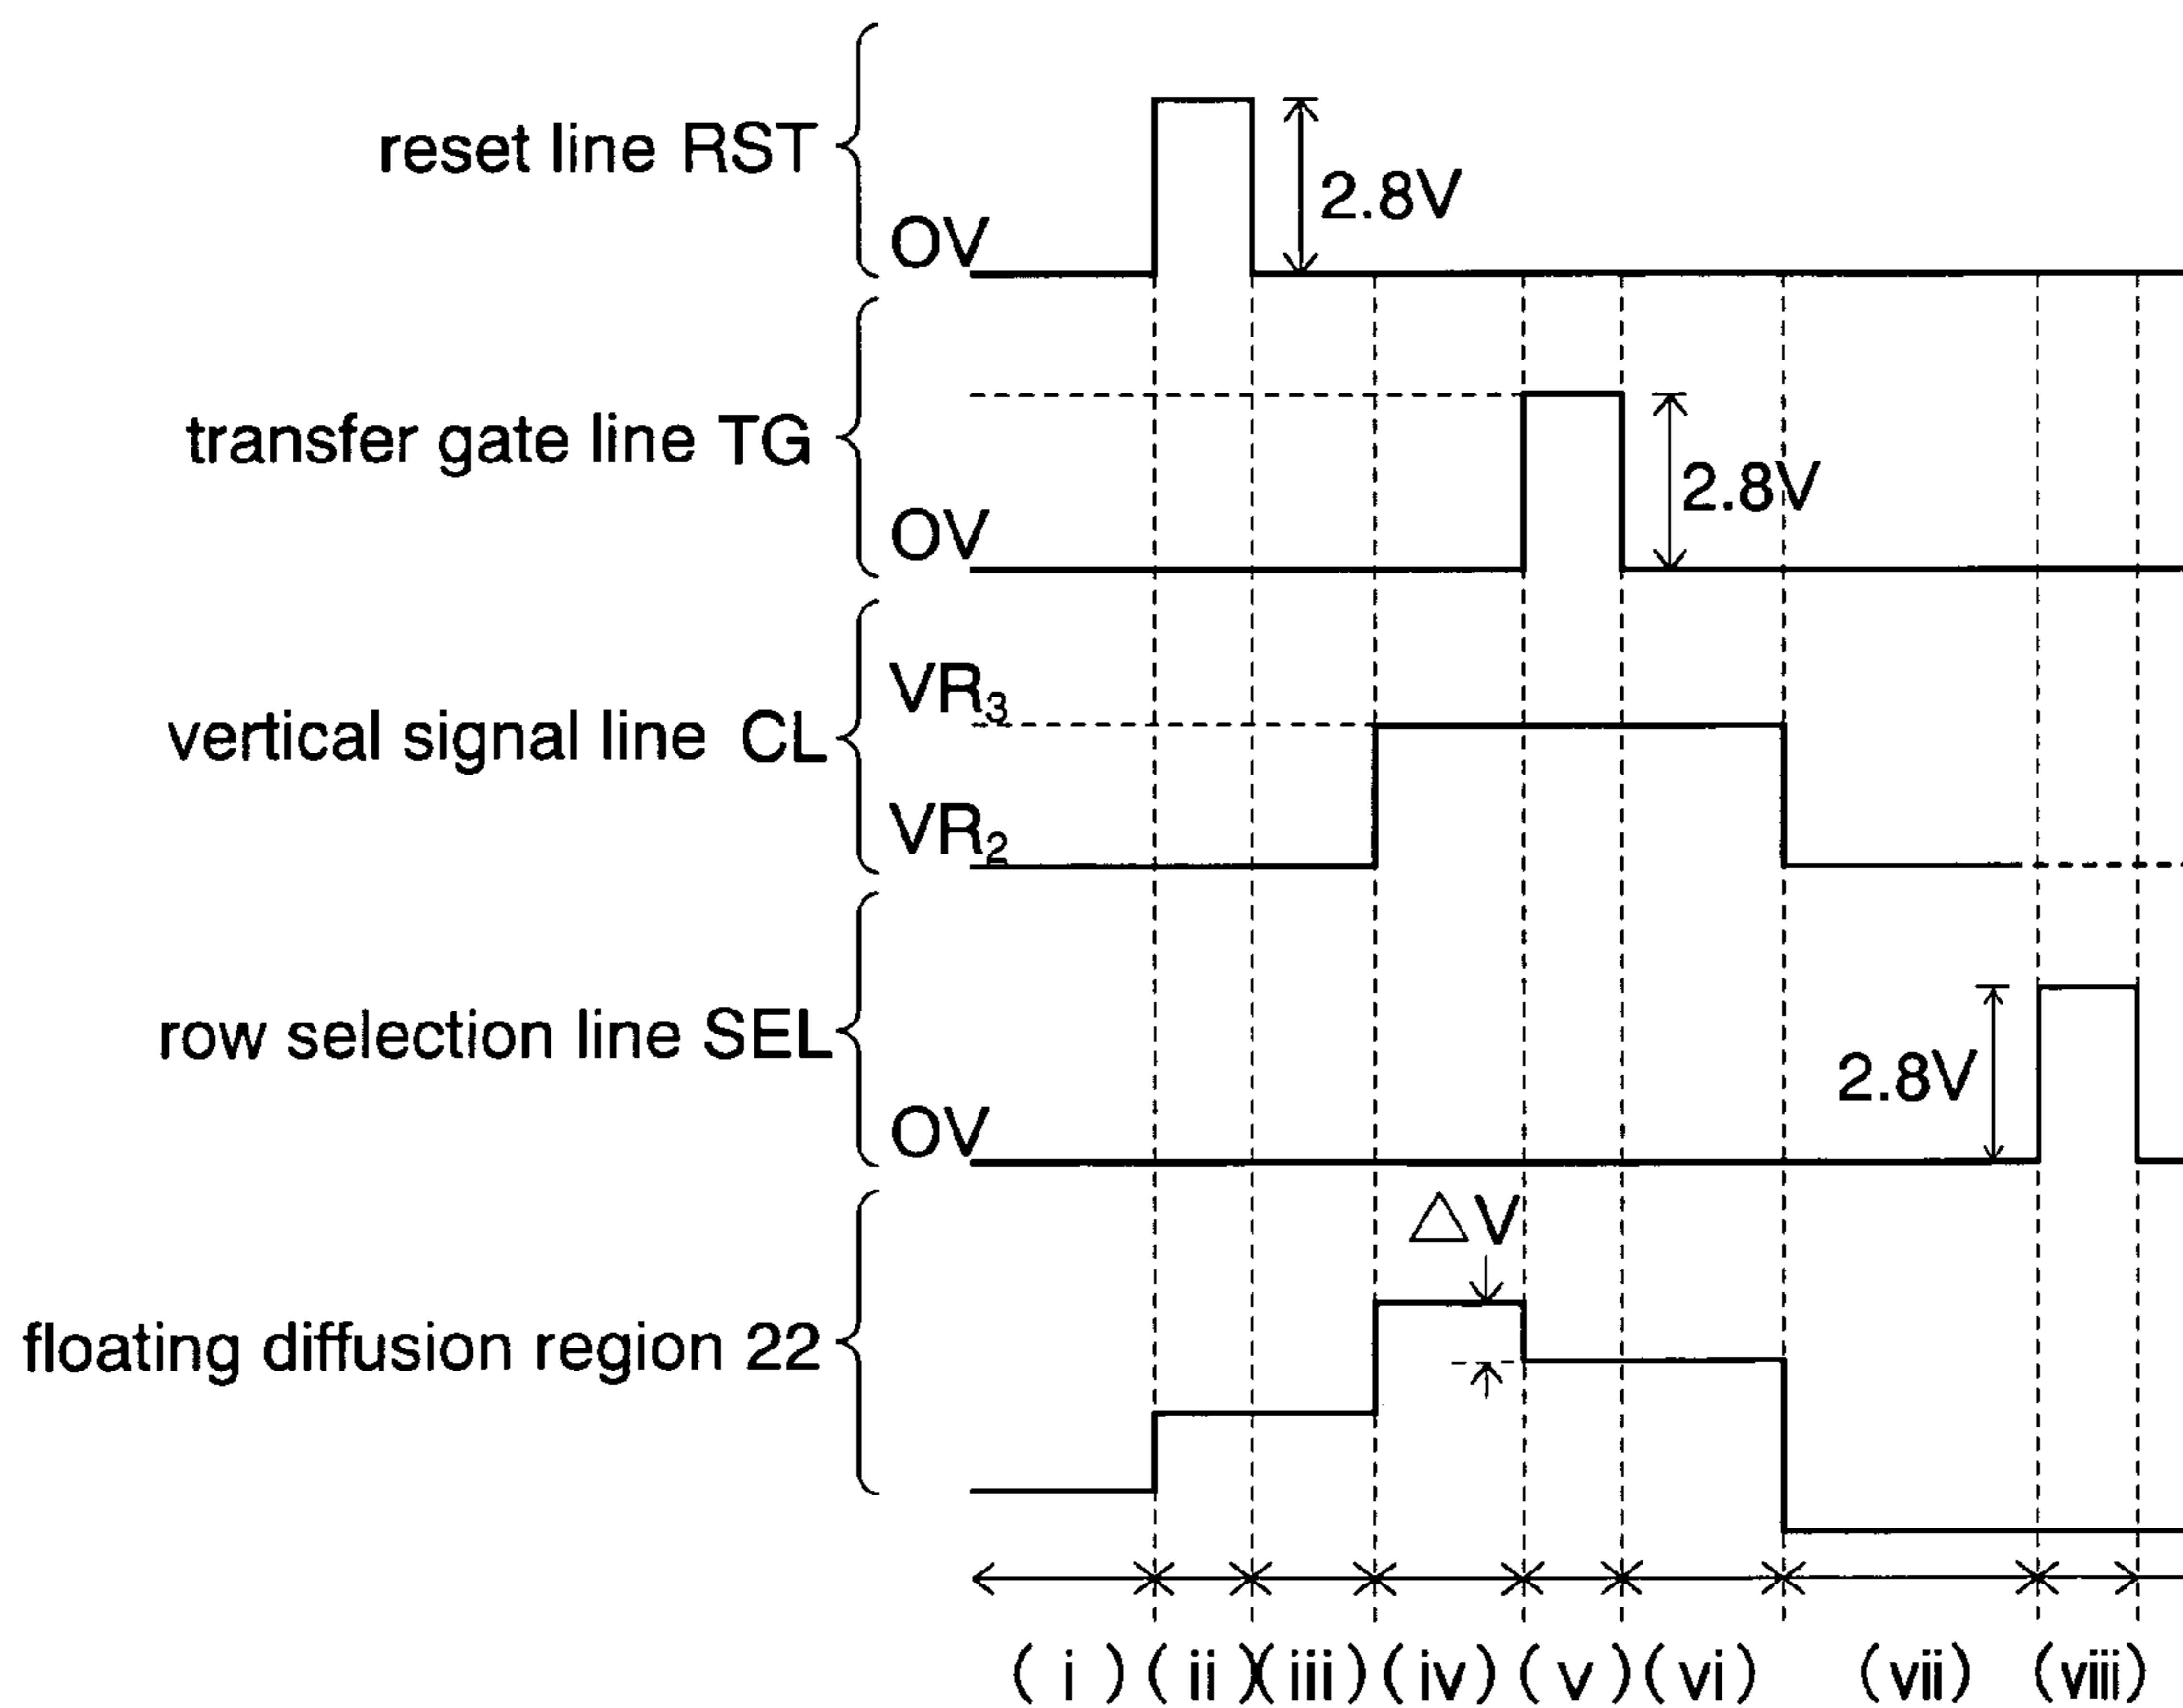 reset line RST
2.8V
OV
transfer gate line TG
2.8V
OV
VR₃
vertical signal line CL
VR₂
row selection line SEL
2.8V
OV
△V
floating diffusion region 22
( i ) ( ii ) (iii) (iv) ( v ) (vi) (vii) (viii)